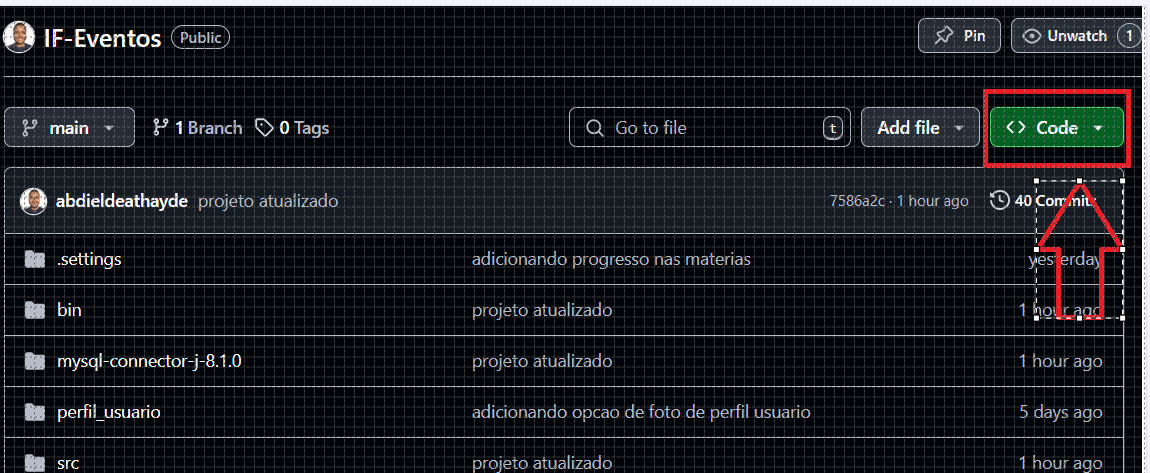 IF-Eventos Public Pin Unwatch 1
main 1 Branch 0 Tags Go to file t Add file <> Code
abdieldeathayde projeto atualizado 7586a2c · 1 hour ago 40 Commits
.settings adicionando progresso nas materias yesterday
bin projeto atualizado 1 hour ago
mysql-connector-j-8.1.0 projeto atualizado 1 hour ago
perfil_usuario adicionando opcao de foto de perfil usuario 5 days ago
src projeto atualizado 1 hour ago